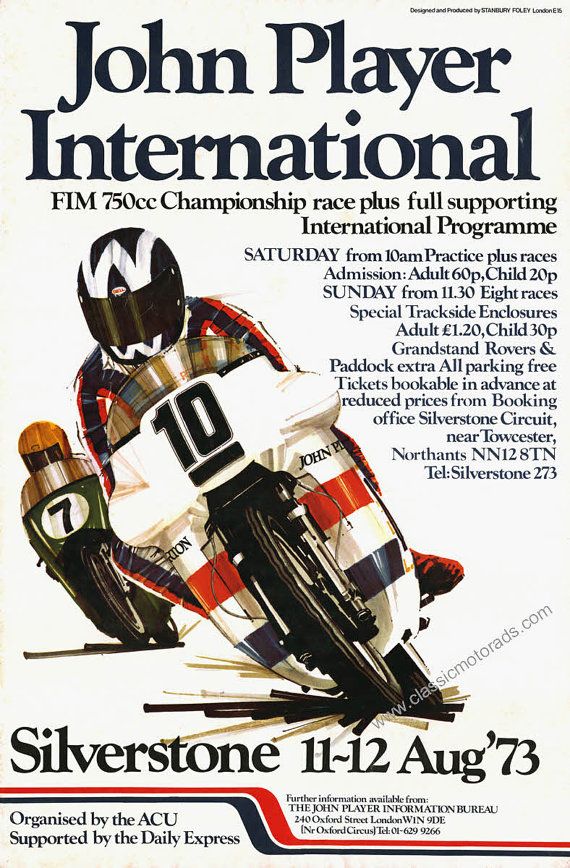 Designed and Produced by STANBURY FOLEY London E15
John Player
International
FIM 750cc Championship race plus full supporting
International Programme
SATURDAY from 10am Practice plus races
Admission: Adult 60p, Child 20p
SUNDAY from 11.30 Eight races
Special Trackside Enclosures
Adult £1.20, Child 30p
Grandstand Rovers &
Paddock extra All parking free
Tickets bookable in advance at
reduced prices from Booking
office Silverstone Circuit,
near Towcester,
Northants NN12 8TN
Tel: Silverstone 273
BELL
10
7
JOHN PL
RTON
www.classicmotorads.com
Silverstone 11-12 Aug '73
Organised by the ACU
Supported by the Daily Express
Further information available from:
THE JOHN PLAYER INFORMATION BUREAU
240 Oxford Street London W1N 9DE
(Nr Oxford Circus) Tel: 01-629 9266